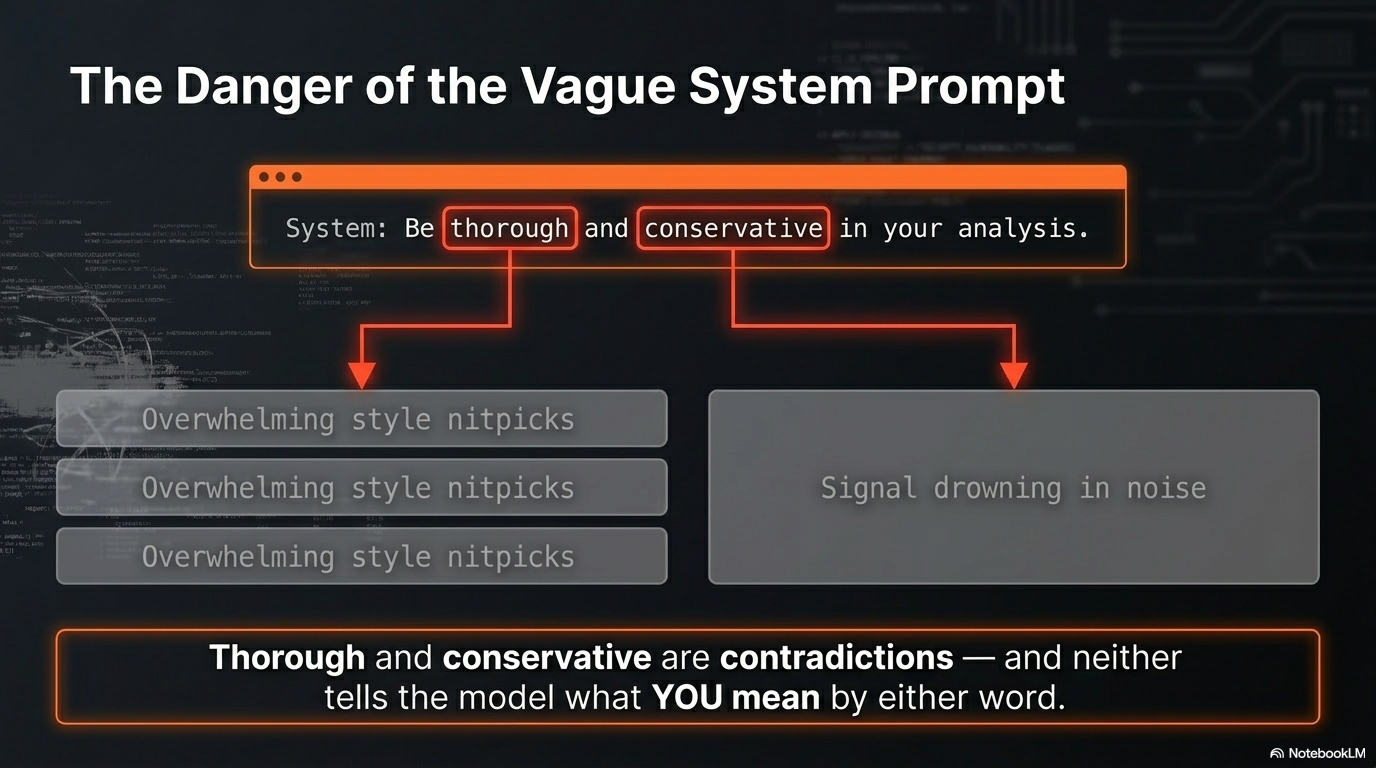 The Danger of the Vague System Prompt
System: Be thorough and conservative in your analysis.
Overwhelming style nitpicks
Overwhelming style nitpicks
Overwhelming style nitpicks
Signal drowning in noise
Thorough and conservative are contradictions — and neither
tells the model what YOU mean by either word.
NotebookLM